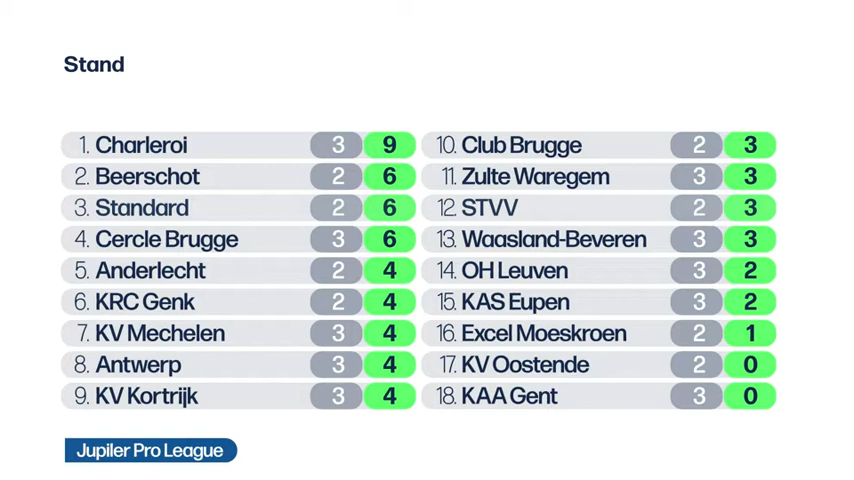 Stand
1. Charleroi 3 9
2. Beerschot 2 6
3. Standard 2 6
4. Cercle Brugge 3 6
5. Anderlecht 2 4
6. KRC Genk 2 4
7. KV Mechelen 3 4
8. Antwerp 3 4
9. KV Kortrijk 3 4
10. Club Brugge 2 3
11. Zulte Waregem 3 3
12. STVV 2 3
13. Waasland-Beveren 3 3
14. OH Leuven 3 2
15. KAS Eupen 3 2
16. Excel Moeskroen 2 1
17. KV Oostende 2 0
18. KAA Gent 3 0
Jupiler Pro League